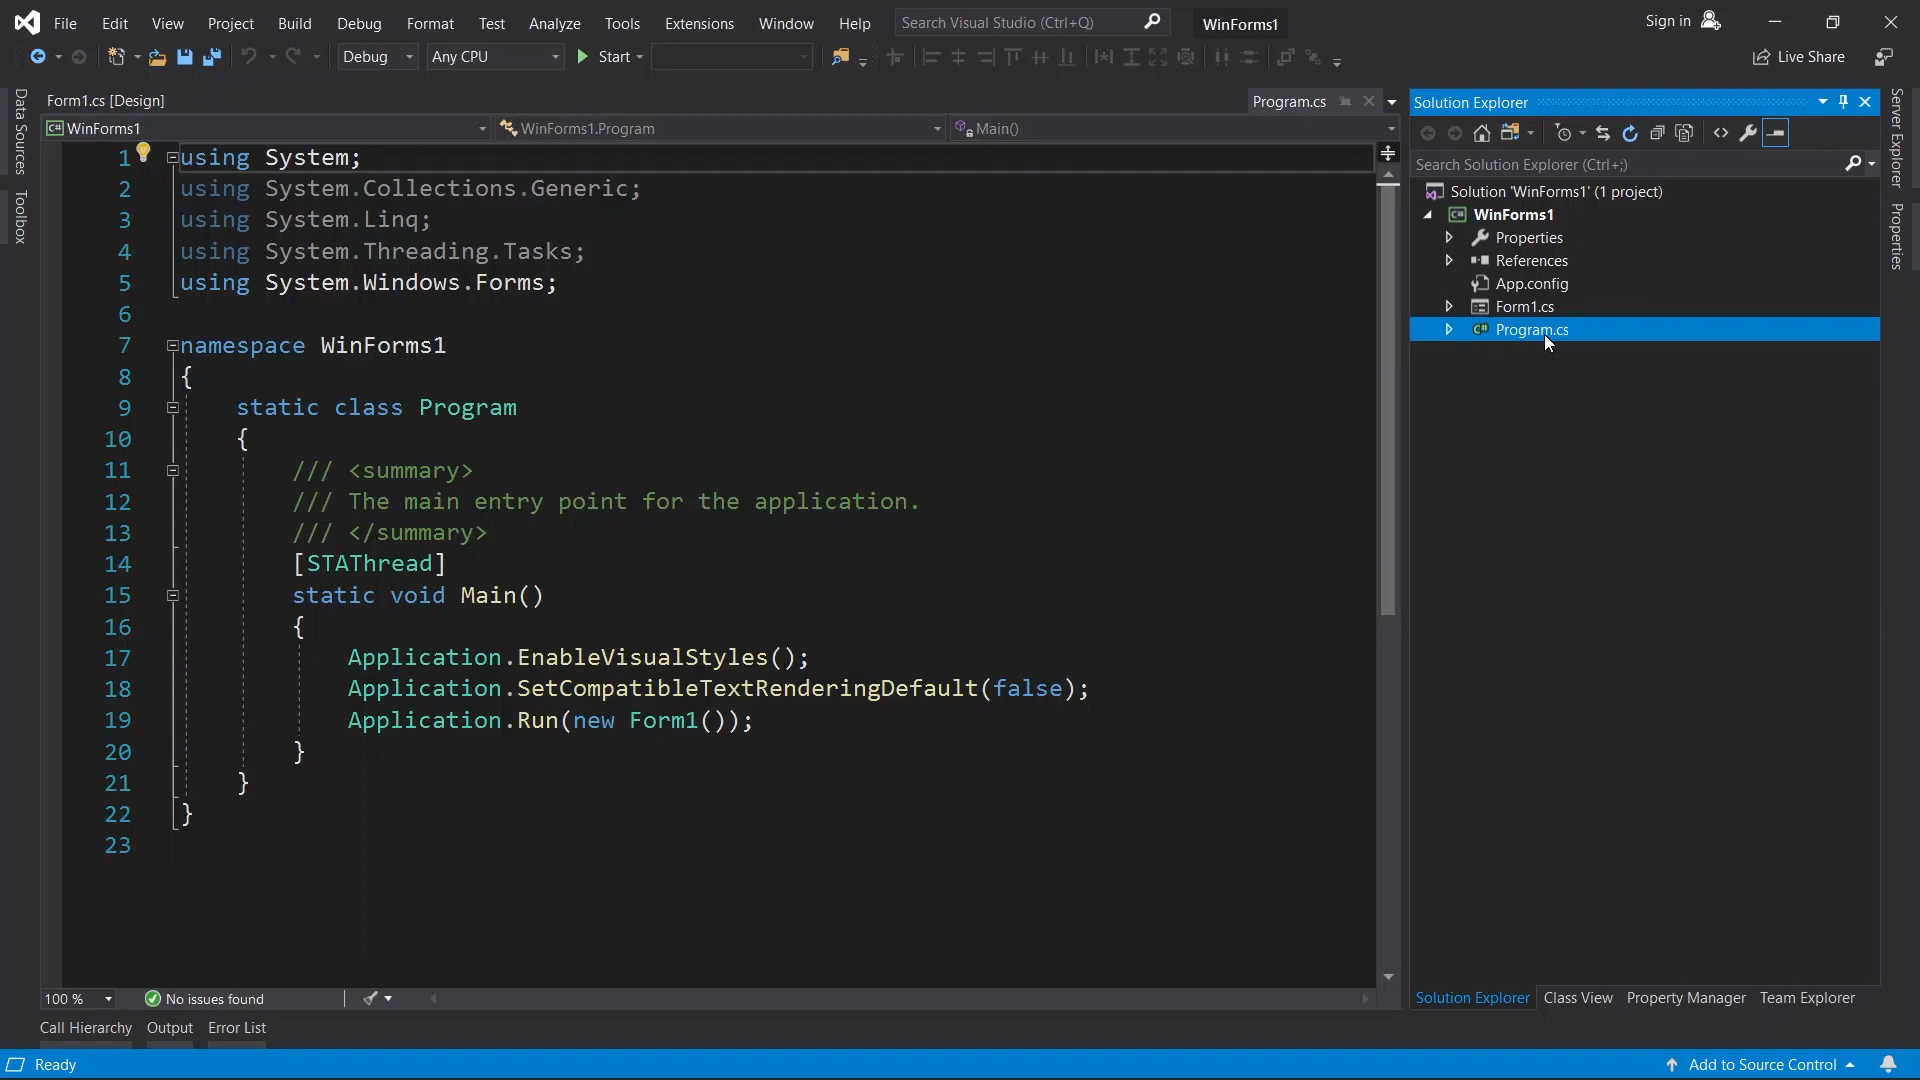 File Edit View Project Build Debug Format Test Analyze Tools Extensions Window Help Search Visual Studio (Ctrl+Q) WinForms1 Sign in
Debug Any CPU Start Live Share
Data Sources
Toolbox
Form1.cs [Design] Program.cs
WinForms1 WinForms1.Program Main()
1 using System;
2 using System.Collections.Generic;
3 using System.Linq;
4 using System.Threading.Tasks;
5 using System.Windows.Forms;
6
7 namespace WinForms1
8 {
9 static class Program
10 {
11 /// <summary>
12 /// The main entry point for the application.
13 /// </summary>
14 [STAThread]
15 static void Main()
16 {
17 Application.EnableVisualStyles();
18 Application.SetCompatibleTextRenderingDefault(false);
19 Application.Run(new Form1());
20 }
21 }
22 }
23
100 % No issues found
Solution Explorer
Search Solution Explorer (Ctrl+;)
Solution 'WinForms1' (1 project)
C# WinForms1
Properties
References
App.config
Form1.cs
C# Program.cs
Solution Explorer Class View Property Manager Team Explorer
Server Explorer
Properties
Call Hierarchy Output Error List
Ready Add to Source Control